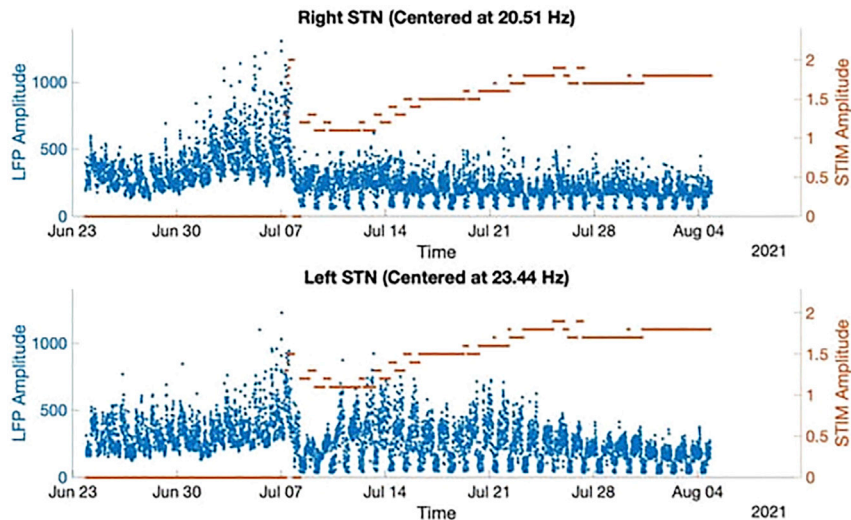 Right STN (Centered at 20.51 Hz)
LFP Amplitude
1000
500
0
STIM Amplitude
2
1.5
1
0.5
0
Jun 23 Jun 30 Jul 07 Jul 14 Jul 21 Jul 28 Aug 04
Time
2021
Left STN (Centered at 23.44 Hz)
LFP Amplitude
1000
500
0
STIM Amplitude
2
1.5
1
0.5
0
Jun 23 Jun 30 Jul 07 Jul 14 Jul 21 Jul 28 Aug 04
Time
2021